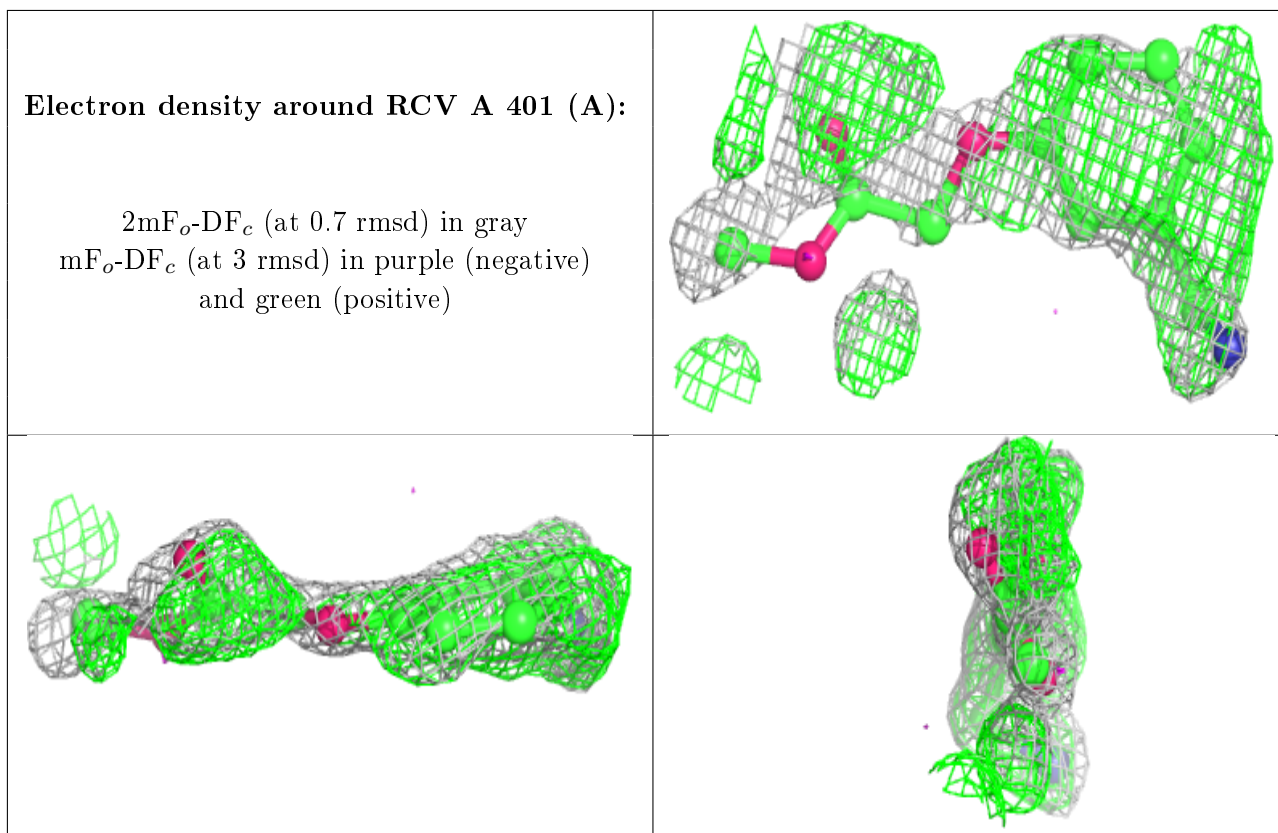 Electron density around RCV A 401 (A):
2mFₒ-DF𝒸 (at 0.7 rmsd) in gray
mFₒ-DF𝒸 (at 3 rmsd) in purple (negative)
and green (positive)